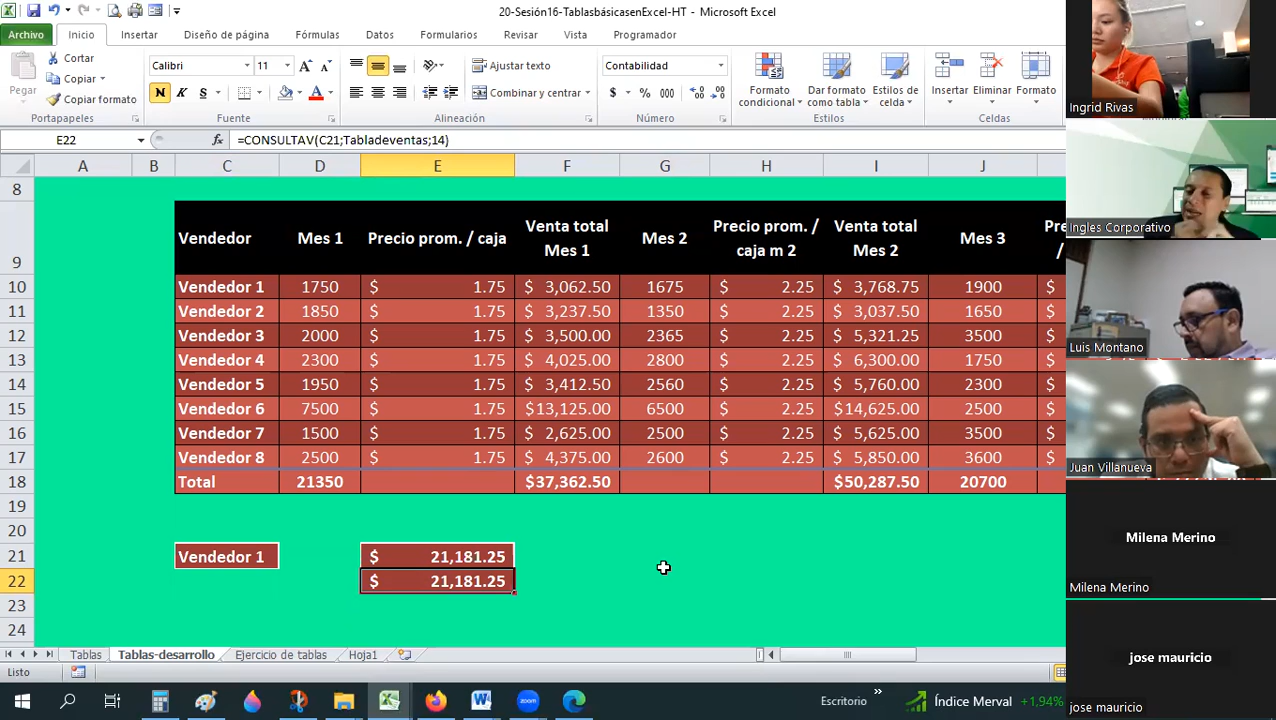 20-Sesión16-TablasbásicasenExcel-HT - Microsoft Excel
Archivo Inicio Insertar Diseño de página Fórmulas Datos Formularios Revisar Vista Programador
Pegar Cortar Copiar Copiar formato
Portapapeles
Calibri 11
N K S
Fuente
Ajustar texto
Combinar y centrar
Alineación
Contabilidad
$ % 000
Número
Formato condicional
Dar formato como tabla
Estilos de celda
Estilos
Insertar Eliminar Formato
Celdas
E22 fx =CONSULTAV(C21;Tabladeventas;14)
A B C D E F G H I J
8
9 Vendedor Mes 1 Precio prom. / caja Venta total Mes 1 Mes 2 Precio prom. / caja m 2 Venta total Mes 2 Mes 3
10 Vendedor 1 1750 $ 1.75 $ 3,062.50 1675 $ 2.25 $ 3,768.75 1900 $
11 Vendedor 2 1850 $ 1.75 $ 3,237.50 1350 $ 2.25 $ 3,037.50 1650 $
12 Vendedor 3 2000 $ 1.75 $ 3,500.00 2365 $ 2.25 $ 5,321.25 3500 $
13 Vendedor 4 2300 $ 1.75 $ 4,025.00 2800 $ 2.25 $ 6,300.00 1750 $
14 Vendedor 5 1950 $ 1.75 $ 3,412.50 2560 $ 2.25 $ 5,760.00 2300 $
15 Vendedor 6 7500 $ 1.75 $13,125.00 6500 $ 2.25 $14,625.00 2500 $
16 Vendedor 7 1500 $ 1.75 $ 2,625.00 2500 $ 2.25 $ 5,625.00 3500 $
17 Vendedor 8 2500 $ 1.75 $ 4,375.00 2600 $ 2.25 $ 5,850.00 3600 $
18 Total 21350 $37,362.50 $50,287.50 20700
19
20
21 Vendedor 1 $ 21,181.25
22 $ 21,181.25
23
24
Tablas Tablas-desarrollo Ejercicio de tablas Hoja1
Listo
Escritorio » Índice Merval +1,94%
Ingrid Rivas
Ingles Corporativo
Luis Montano
Juan Villanueva
Milena Merino
Milena Merino
jose mauricio
jose mauricio